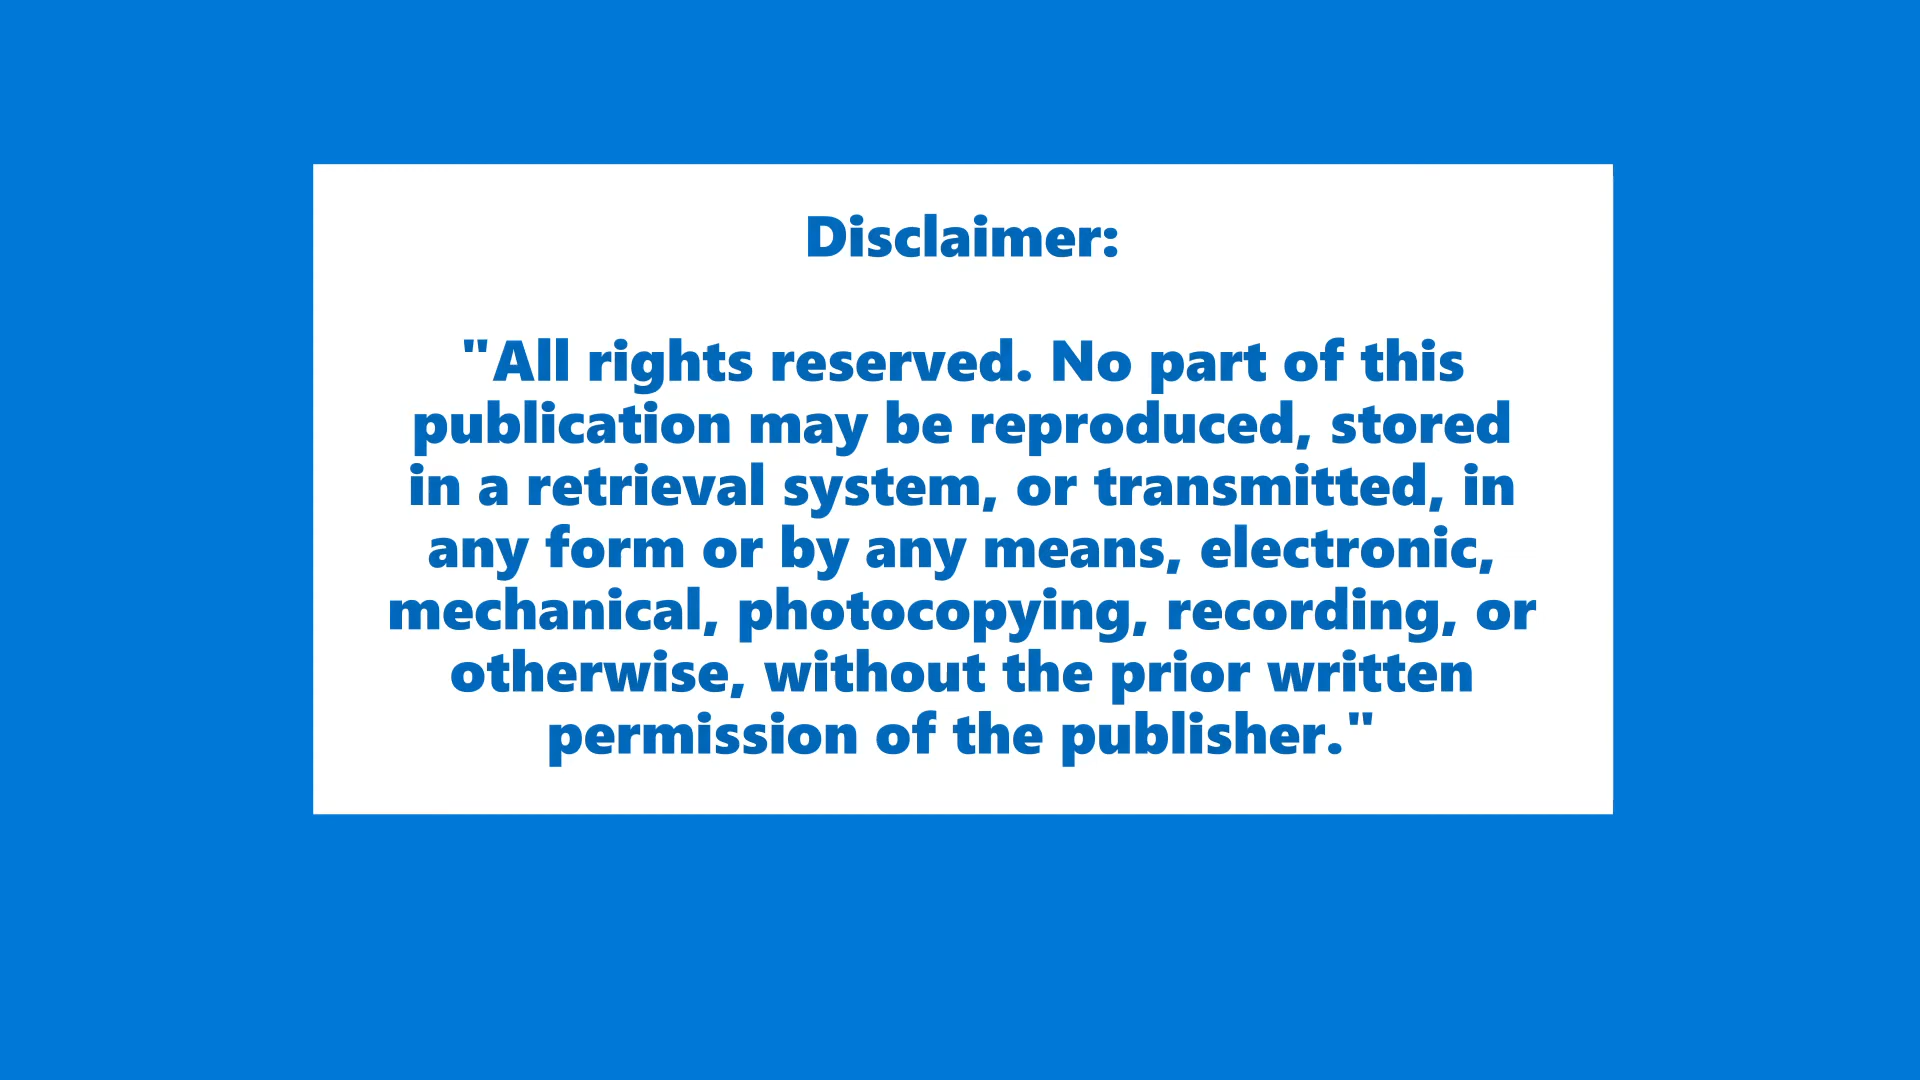 Disclaimer:
"All rights reserved. No part of this
publication may be reproduced, stored
in a retrieval system, or transmitted, in
any form or by any means, electronic,
mechanical, photocopying, recording, or
otherwise, without the prior written
permission of the publisher."